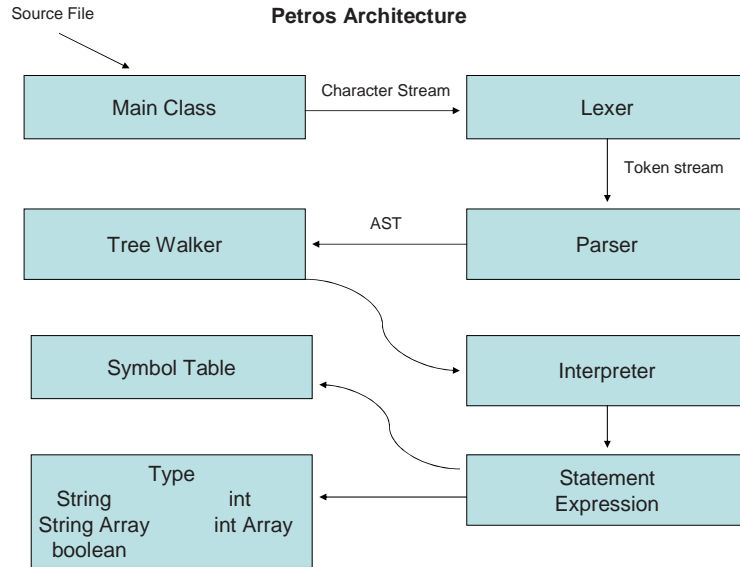 Source File
Petros Architecture
Main Class
Character Stream
Lexer
Token stream
Tree Walker
AST
Parser
Symbol Table
Interpreter
Type
String int
String Array int Array
boolean
Statement
Expression